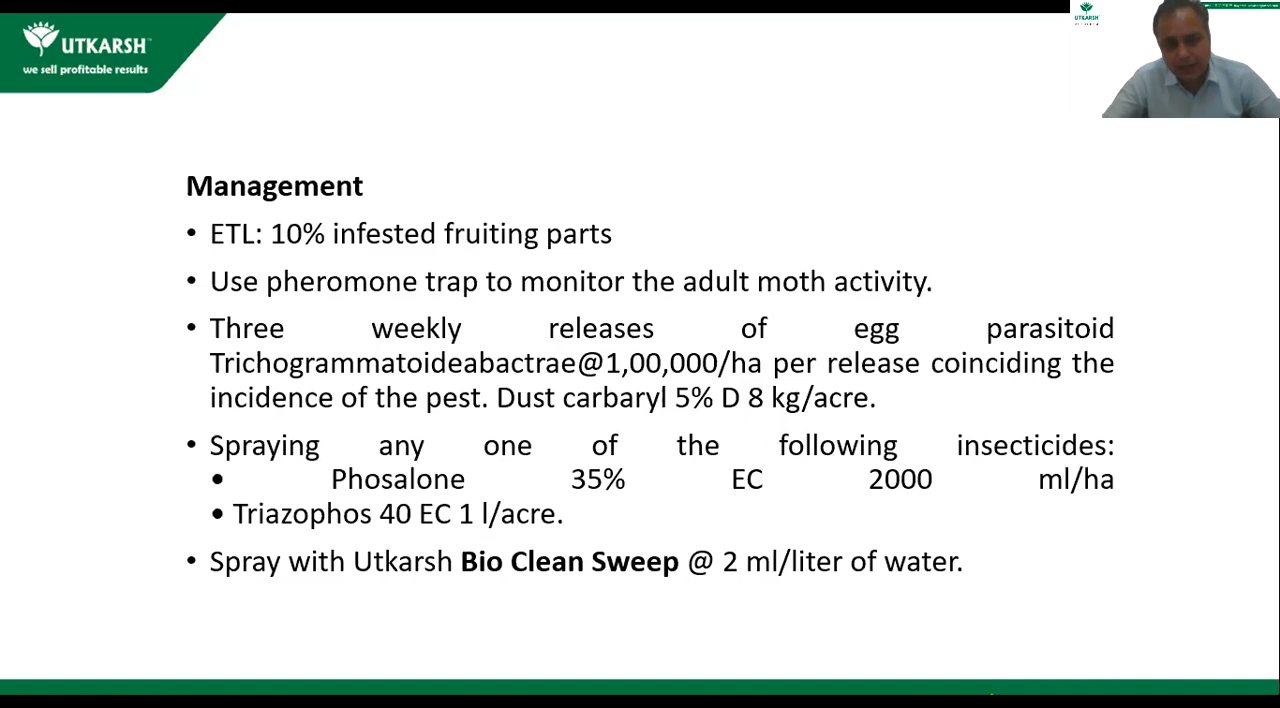 UTKARSH
we sell profitable results
UTKARSH
Management
• ETL: 10% infested fruiting parts
• Use pheromone trap to monitor the adult moth activity.
• Three weekly releases of egg parasitoid
Trichogrammatoideabactrae@1,00,000/ha per release coinciding the
incidence of the pest. Dust carbaryl 5% D 8 kg/acre.
• Spraying any one of the following insecticides:
• Phosalone 35% EC 2000 ml/ha
• Triazophos 40 EC 1 l/acre.
• Spray with Utkarsh Bio Clean Sweep @ 2 ml/liter of water.